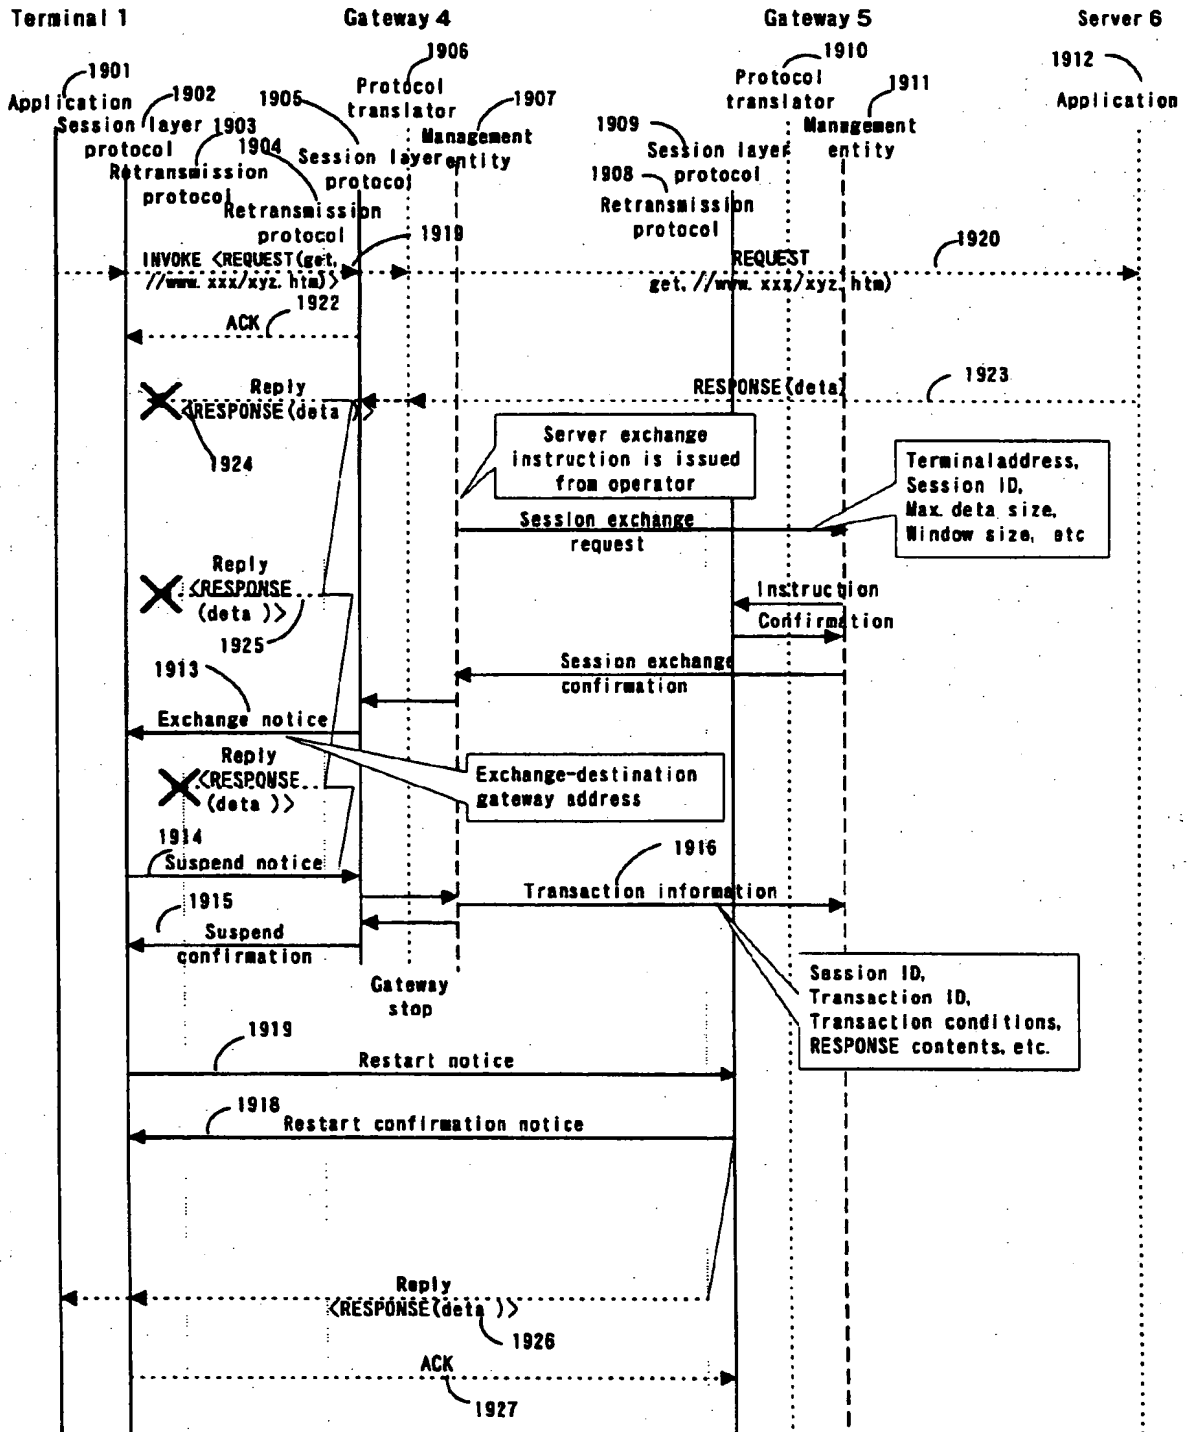 Terminal 1
Gateway 4
Gateway 5
Server 6
1901
Application
1902
Session layer
protocol
1903
Retransmission
protocol
1904
Retransmission
protocol
1905
Session layer
protocol
1906
Protocol
translator
1907
Management
entity
1908
Retransmission
protocol
1909
Session layer
protocol
1910
Protocol
translator
1911
Management
entity
1912
Application
INVOKE <REQUEST(get.
//www.xxx/xyz.htm)>
1919
REQUEST
get.//www.xxx/xyz.htm)
1920
ACK
1922
Reply
<RESPONSE(deta )>
1924
RESPONSE(deta)
1923
Server exchange
instruction is issued
from operator
Session exchange
request
Terminaladdress,
Session ID,
Max. deta size,
Window size, etc
Reply
<RESPONSE
(deta )>>
1925
Instruction
Confirmation
Session exchange
confirmation
1913
Exchange notice
Exchange-destination
gateway address
Reply
<RESPONSE
(deta )>>
1914
Suspend notice
1916
Transaction information
1915
Suspend
confirmation
Gateway
stop
Session ID,
Transaction ID,
Transaction conditions,
RESPONSE contents, etc.
1919
Restart notice
1918
Restart confirmation notice
Reply
<RESPONSE(deta )>>
1926
ACK
1927